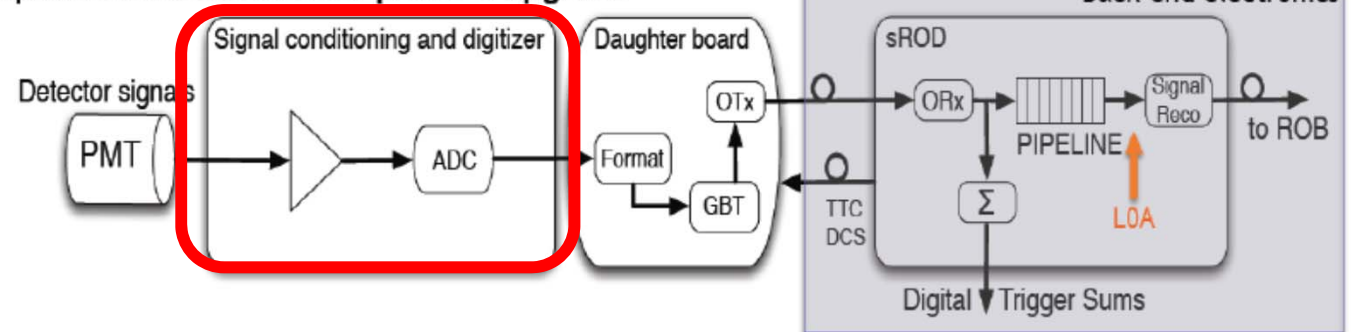 Signal conditioning and digitizer
Daughter board
sROD
Detector signals
PMT
ADC
Format
GBT
OTx
TTC
DCS
ORx
PIPELINE
Signal
Reco
to ROB
Σ
L0A
Digital Trigger Sums